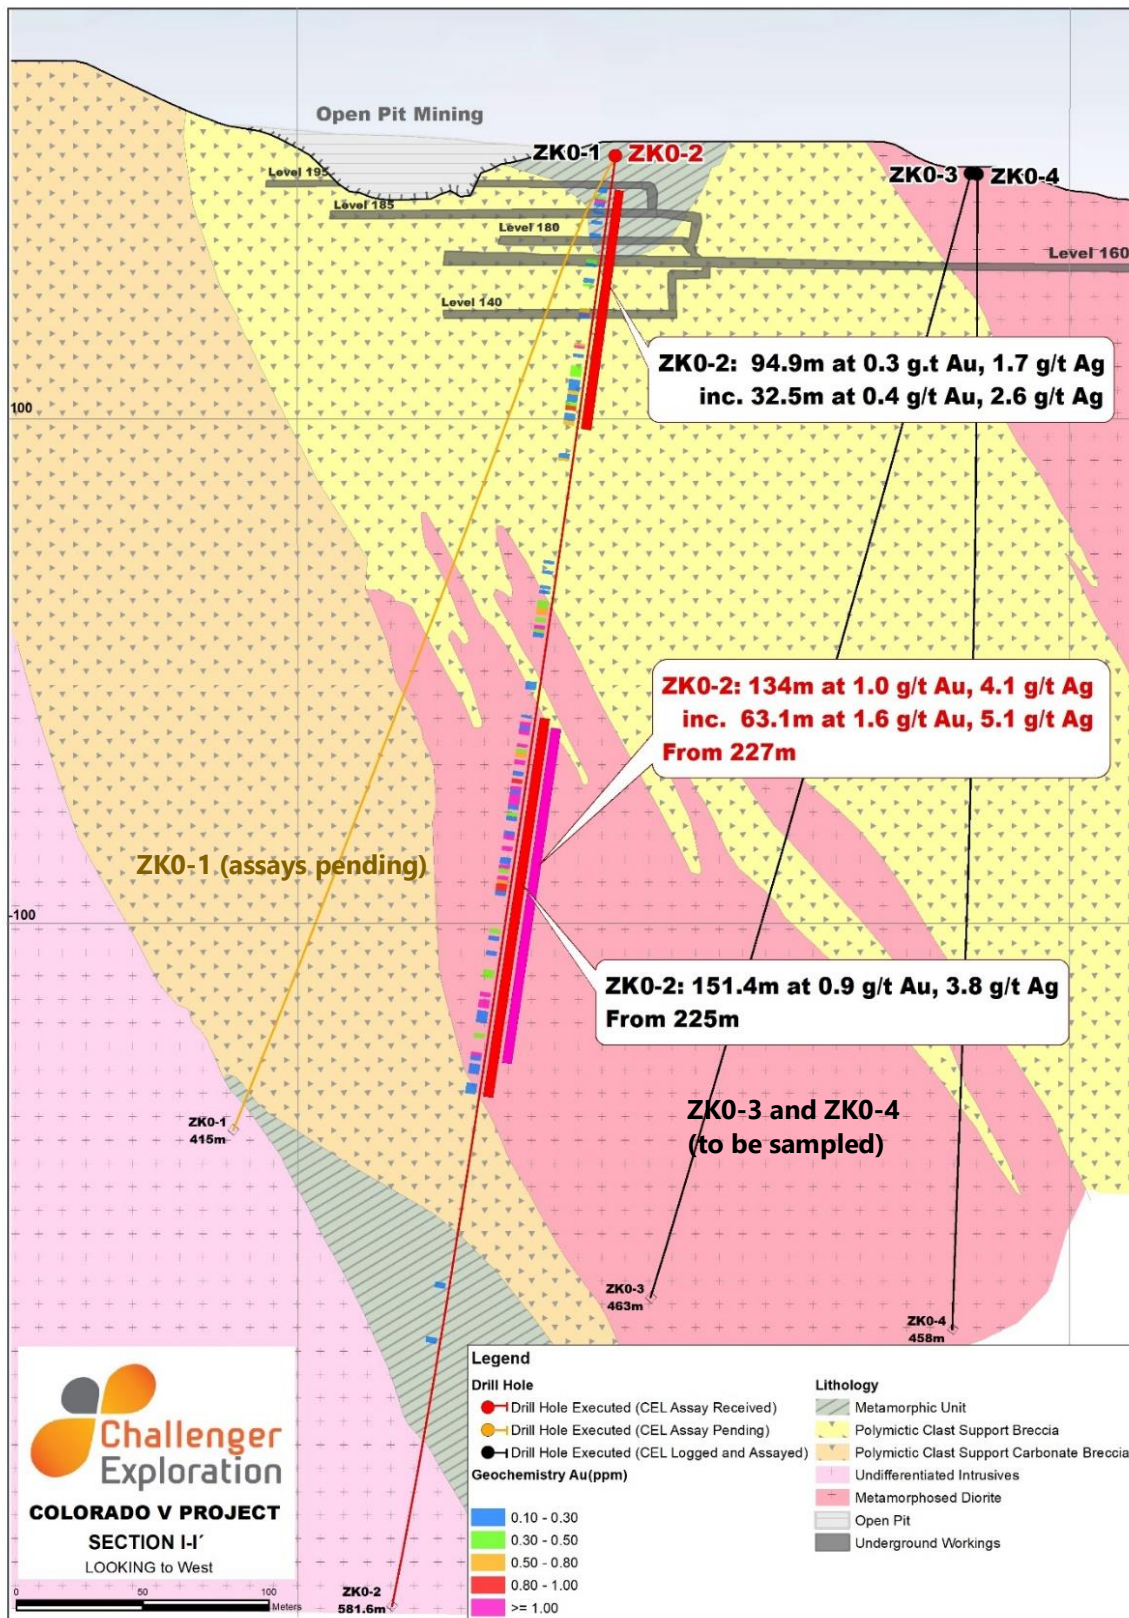 Open Pit Mining
ZK0-1 ZK0-2
ZK0-3 ZK0-4
Level 195
Level 185
Level 180
Level 160
Level 140
ZK0-2: 94.9m at 0.3 g.t Au, 1.7 g/t Ag
inc. 32.5m at 0.4 g/t Au, 2.6 g/t Ag
100
ZK0-2: 134m at 1.0 g/t Au, 4.1 g/t Ag
inc. 63.1m at 1.6 g/t Au, 5.1 g/t Ag
From 227m
ZK0-1 (assays pending)
-100
ZK0-2: 151.4m at 0.9 g/t Au, 3.8 g/t Ag
From 225m
ZK0-3 and ZK0-4
(to be sampled)
ZK0-1
415m
ZK0-3
463m
ZK0-4
458m
Challenger
Exploration
COLORADO V PROJECT
SECTION I-I´
LOOKING to West
0 50 100
Meters
ZK0-2
581.6m
Legend
Drill Hole
Drill Hole Executed (CEL Assay Received)
Drill Hole Executed (CEL Assay Pending)
Drill Hole Executed (CEL Logged and Assayed)
Geochemistry Au(ppm)
0.10 - 0.30
0.30 - 0.50
0.50 - 0.80
0.80 - 1.00
>= 1.00
Lithology
Metamorphic Unit
Polymictic Clast Support Breccia
Polymictic Clast Support Carbonate Breccia
Undifferentiated Intrusives
Metamorphosed Diorite
Open Pit
Underground Workings